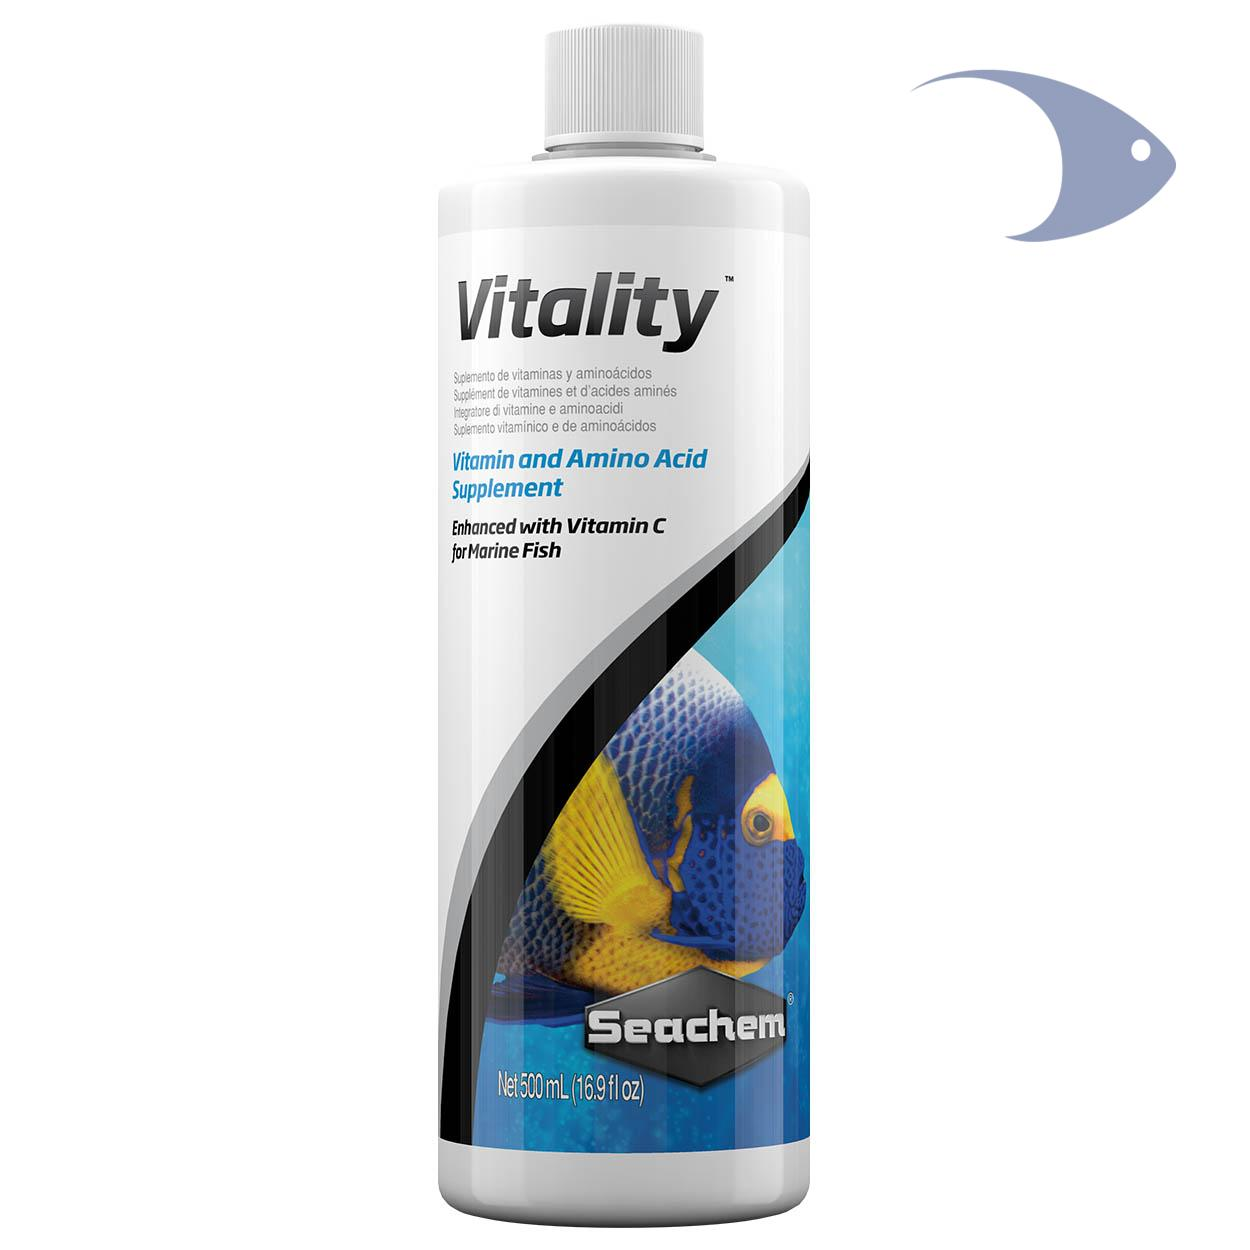 Vitality™
Suplemento de vitaminas y aminoácidos
Supplément de vitamines et d'acides aminés
Integratore di vitamine e aminoacidi
Suplemento vitamínico e de aminoácidos
Vitamin and Amino Acid
Supplement
Enhanced with Vitamin C
for Marine Fish
Seachem®
Net 500 mL (16.9 fl oz)